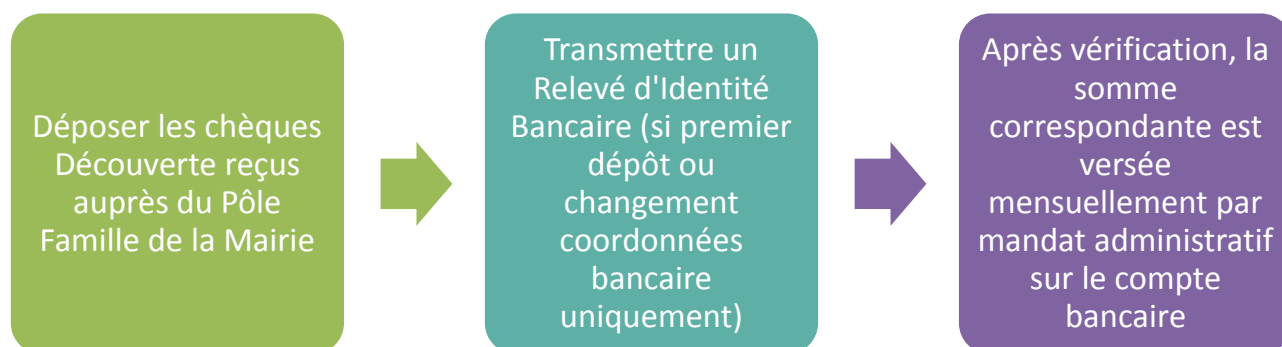 Déposer les chèques
Découverte reçus
auprès du Pôle
Famille de la Mairie
Transmettre un
Relevé d'Identité
Bancaire (si premier
dépôt ou
changement
coordonnées
bancaire
uniquement)
Après vérification, la
somme
correspondante est
versée
mensuellement par
mandat administratif
sur le compte
bancaire